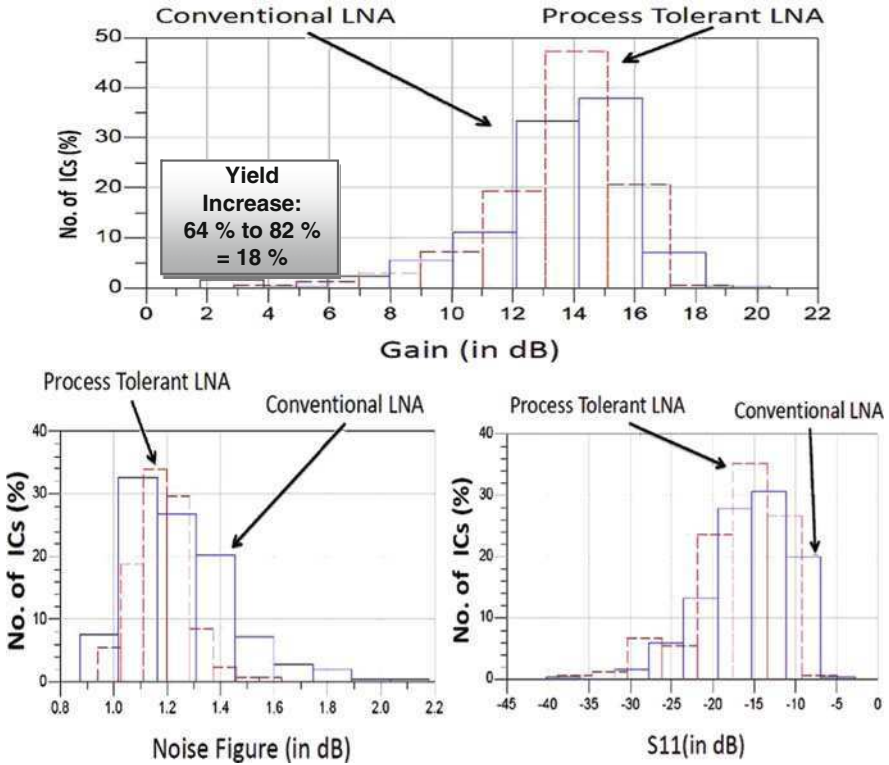 Conventional LNA
Process Tolerant LNA
No. of ICs (%)
50
40
30
20
10
0
Yield
Increase:
64 % to 82 %
= 18 %
0 2 4 6 8 10 12 14 16 18 20 22
Gain (in dB)
Process Tolerant LNA
Conventional LNA
No. of ICs (%)
40
30
20
10
0
0.8 1.0 1.2 1.4 1.6 1.8 2.0 2.2
Noise Figure (in dB)
Process Tolerant LNA
Conventional LNA
No. of ICs (%)
40
30
20
10
0
-45 -40 -35 -30 -25 -20 -15 -10 -5 0
S11(in dB)